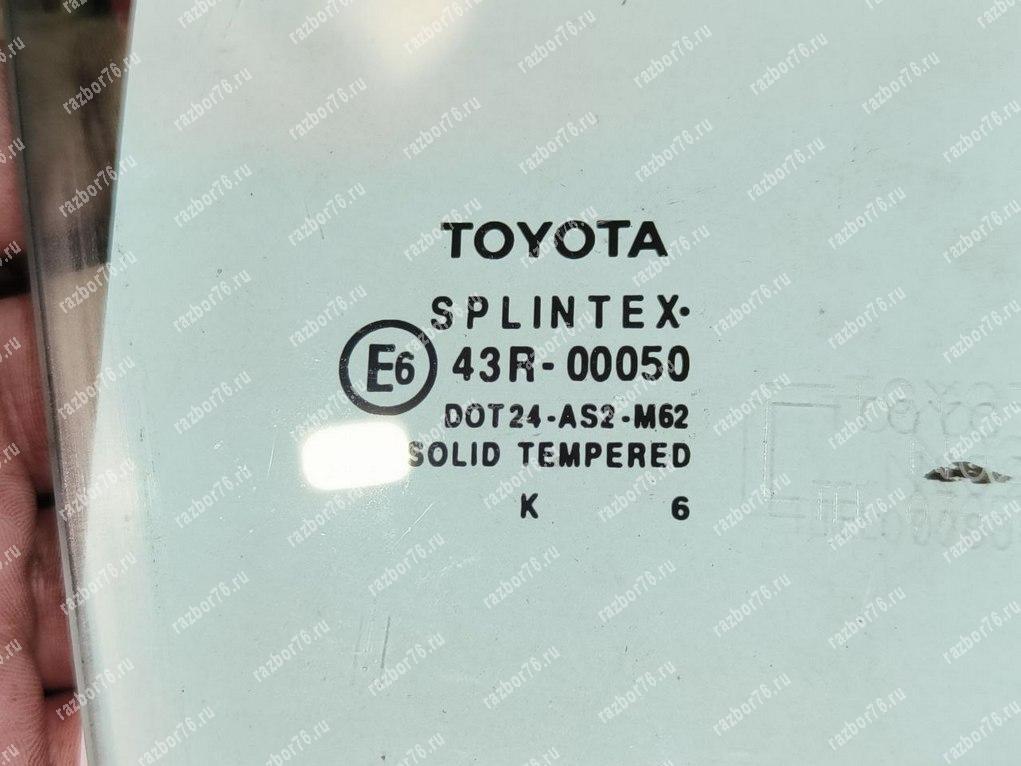 TOYOTA
SPLINTEX
E6 43R-00050
DOT24-AS2-M62
SOLID TEMPERED
K 6
razbor76.ru